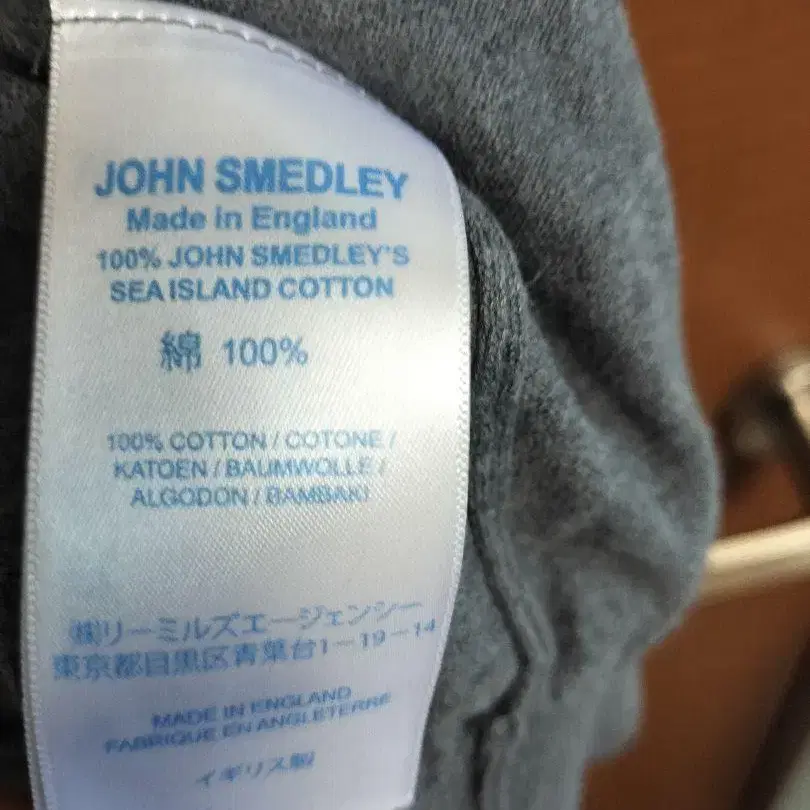 JOHN SMEDLEY
Made in England
100% JOHN SMEDLEY'S
SEA ISLAND COTTON
綿 100%
100% COTTON / COTONE /
KATOEN / BAUMWOLLE /
ALGODON / BAMBAKI
㈱リーミルズエージェンシー
東京都目黒区青葉台1-19-14
MADE IN ENGLAND
FABRIQUE EN ANGLETERRE
イギリス製